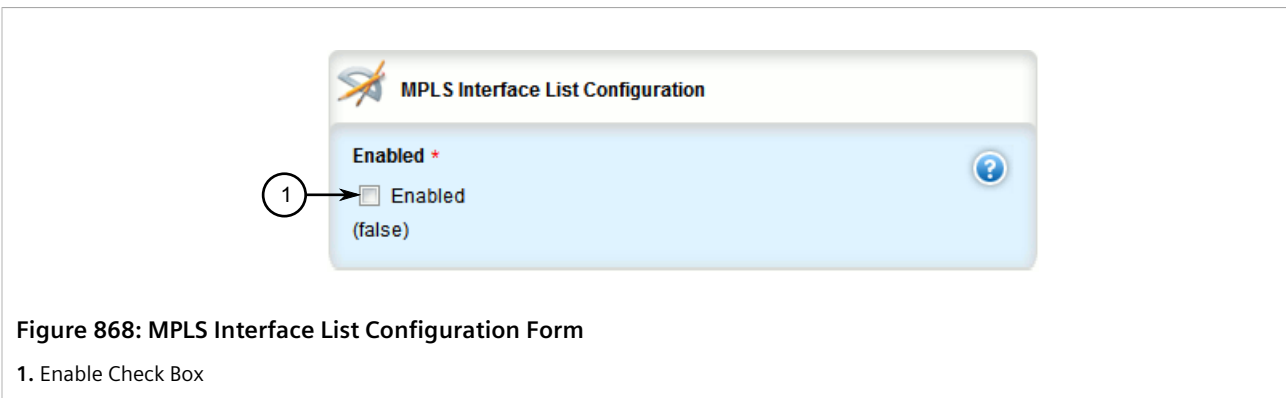 MPLS Interface List Configuration
Enabled *
?
1
Enabled
(false)
Figure 868: MPLS Interface List Configuration Form
1. Enable Check Box